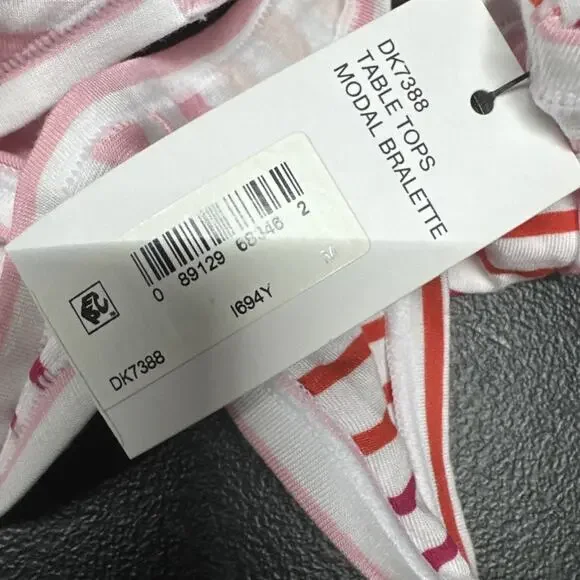 DK7388
TABLE TOPS
MODAL BRALETTE
0 89129 68346 2
I694Y
DK7388